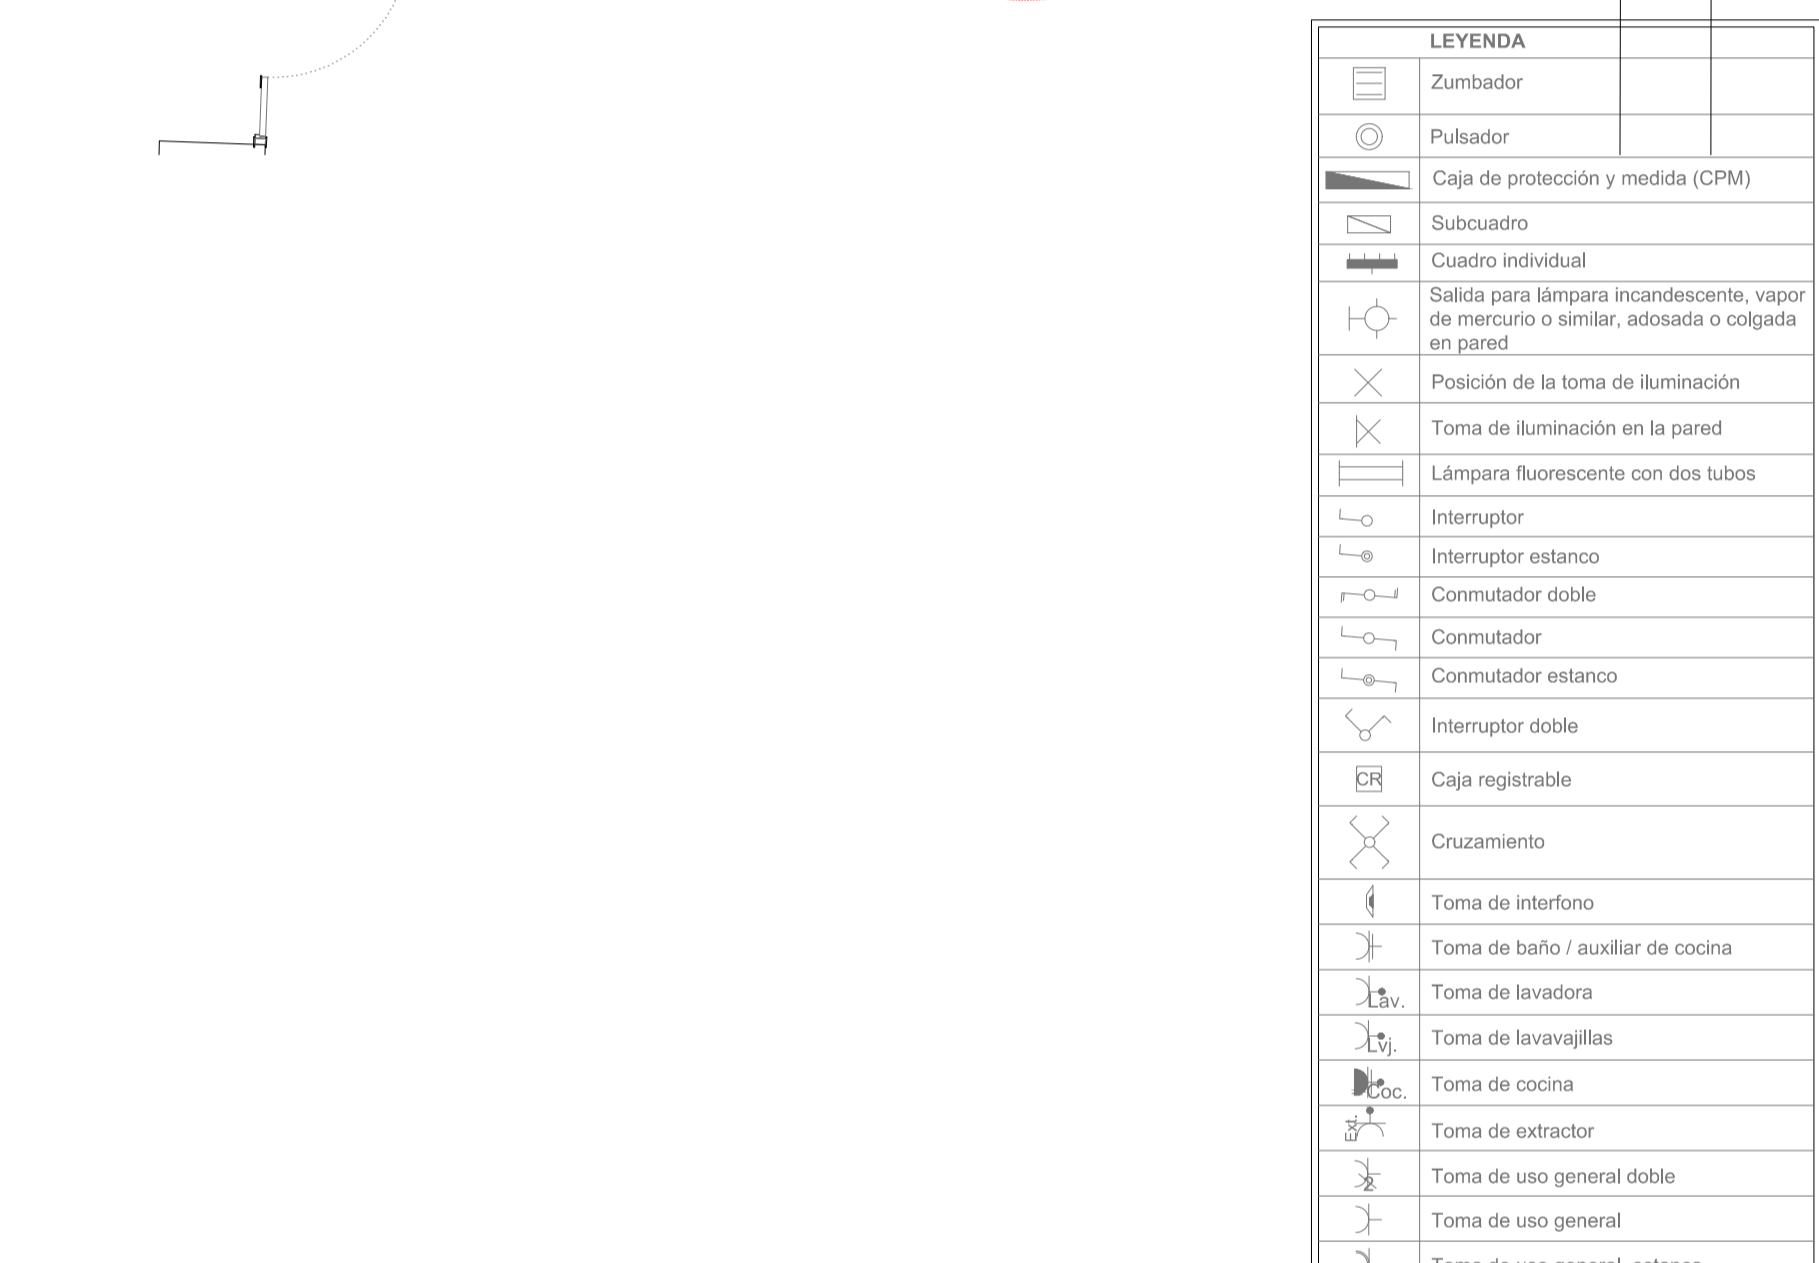 LEYENDA
Zumbador
Pulsador
Caja de protección y medida (CPM)
Subcuadro
Cuadro individual
Salida para lámpara incandescente, vapor
de mercurio o similar, adosada o colgada
en pared
Posición de la toma de iluminación
Toma de iluminación en la pared
Lámpara fluorescente con dos tubos
Interruptor
Interruptor estanco
Conmutador doble
Conmutador
Conmutador estanco
Interruptor doble
CR Caja registrable
Cruzamiento
Toma de interfono
Toma de baño / auxiliar de cocina
Lav. Toma de lavadora
Lvj. Toma de lavavajillas
Coc. Toma de cocina
Ext. Toma de extractor
2 Toma de uso general doble
Toma de uso general